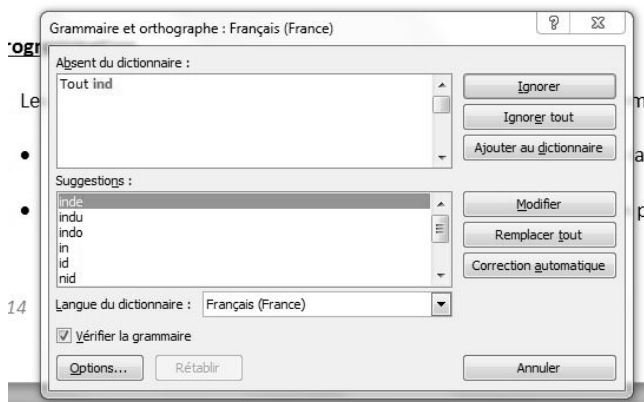 Grammaire et orthographe : Français (France)
Absent du dictionnaire :
Tout ind
Le
Ignorer
Ignorer tout
Ajouter au dictionnaire
Suggestions :
inde
indu
indo
in
id
nid
Modifier
Remplacer tout
Correction automatique
14
Langue du dictionnaire : Français (France)
Vérifier la grammaire
Options...
Rétablir
Annuler